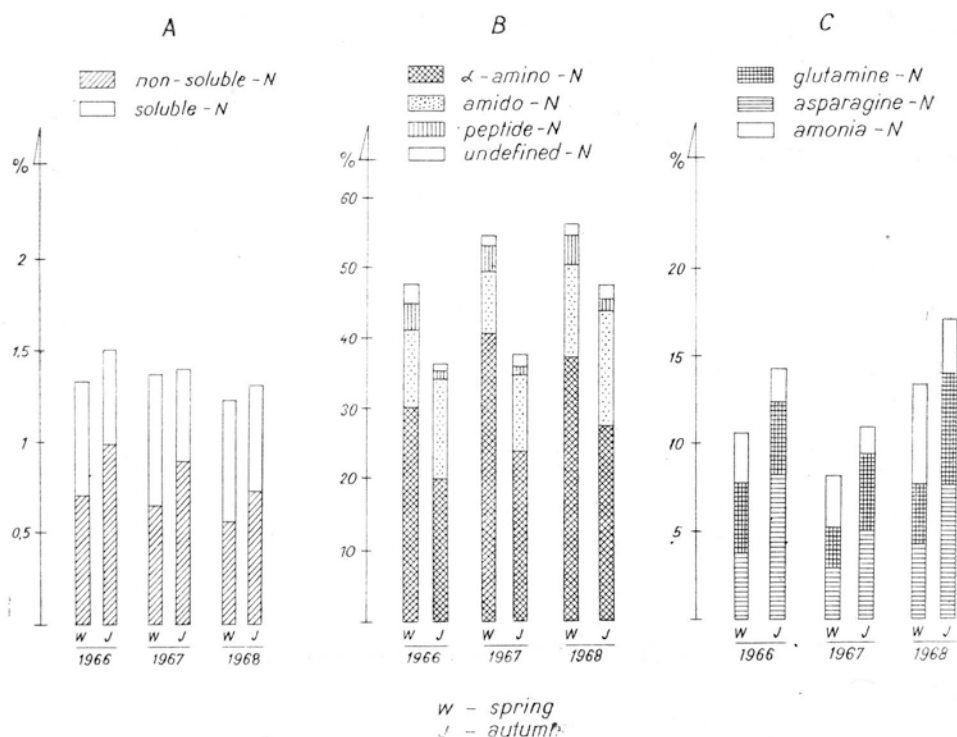 A
non-soluble-N
soluble-N
%
2
1,5
1
0,5
W J W J W J
1966 1967 1968
B
α-amino-N
amido-N
peptide-N
undefined-N
%
60
50
40
30
20
10
W J W J W J
1966 1967 1968
C
glutamine-N
asparagine-N
amonia-N
%
20
15
10
5
W J W J W J
1966 1967 1968
W - spring
J - autumn